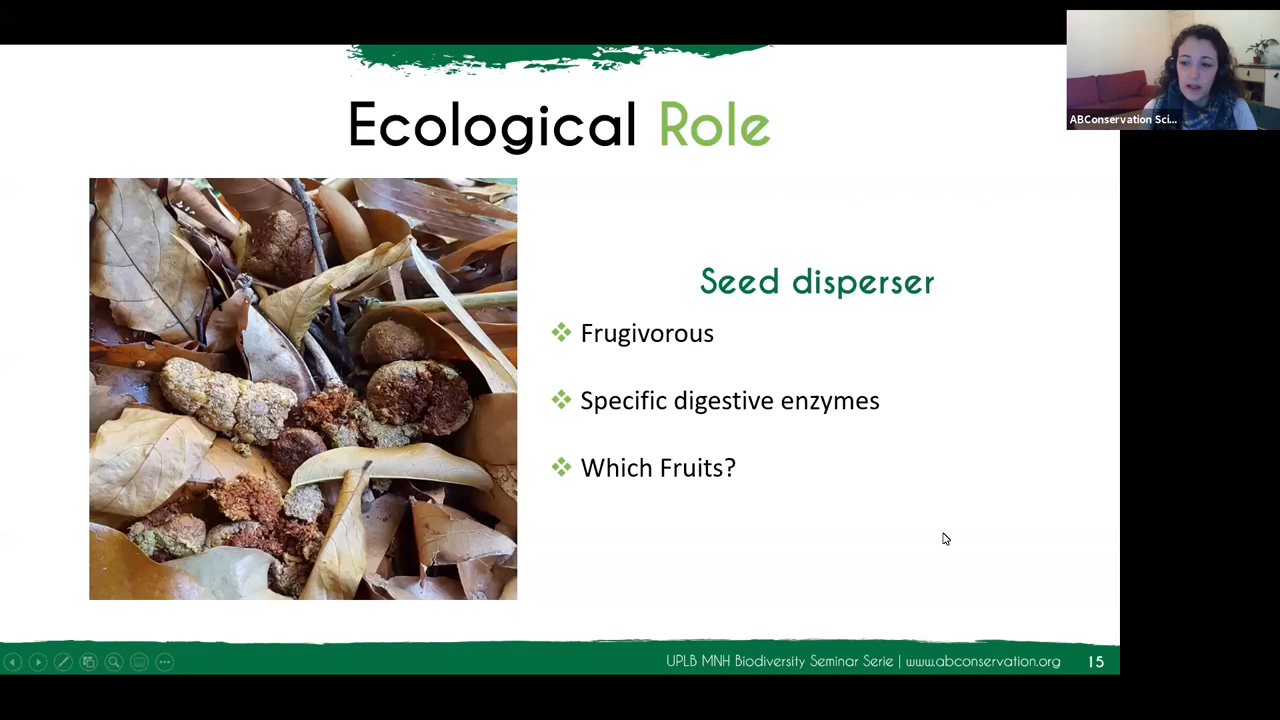 ABConservation Sci...
Ecological Role
Seed disperser
Frugivorous
Specific digestive enzymes
Which Fruits?
UPLB MNH Biodiversity Seminar Serie | www.abconservation.org 15